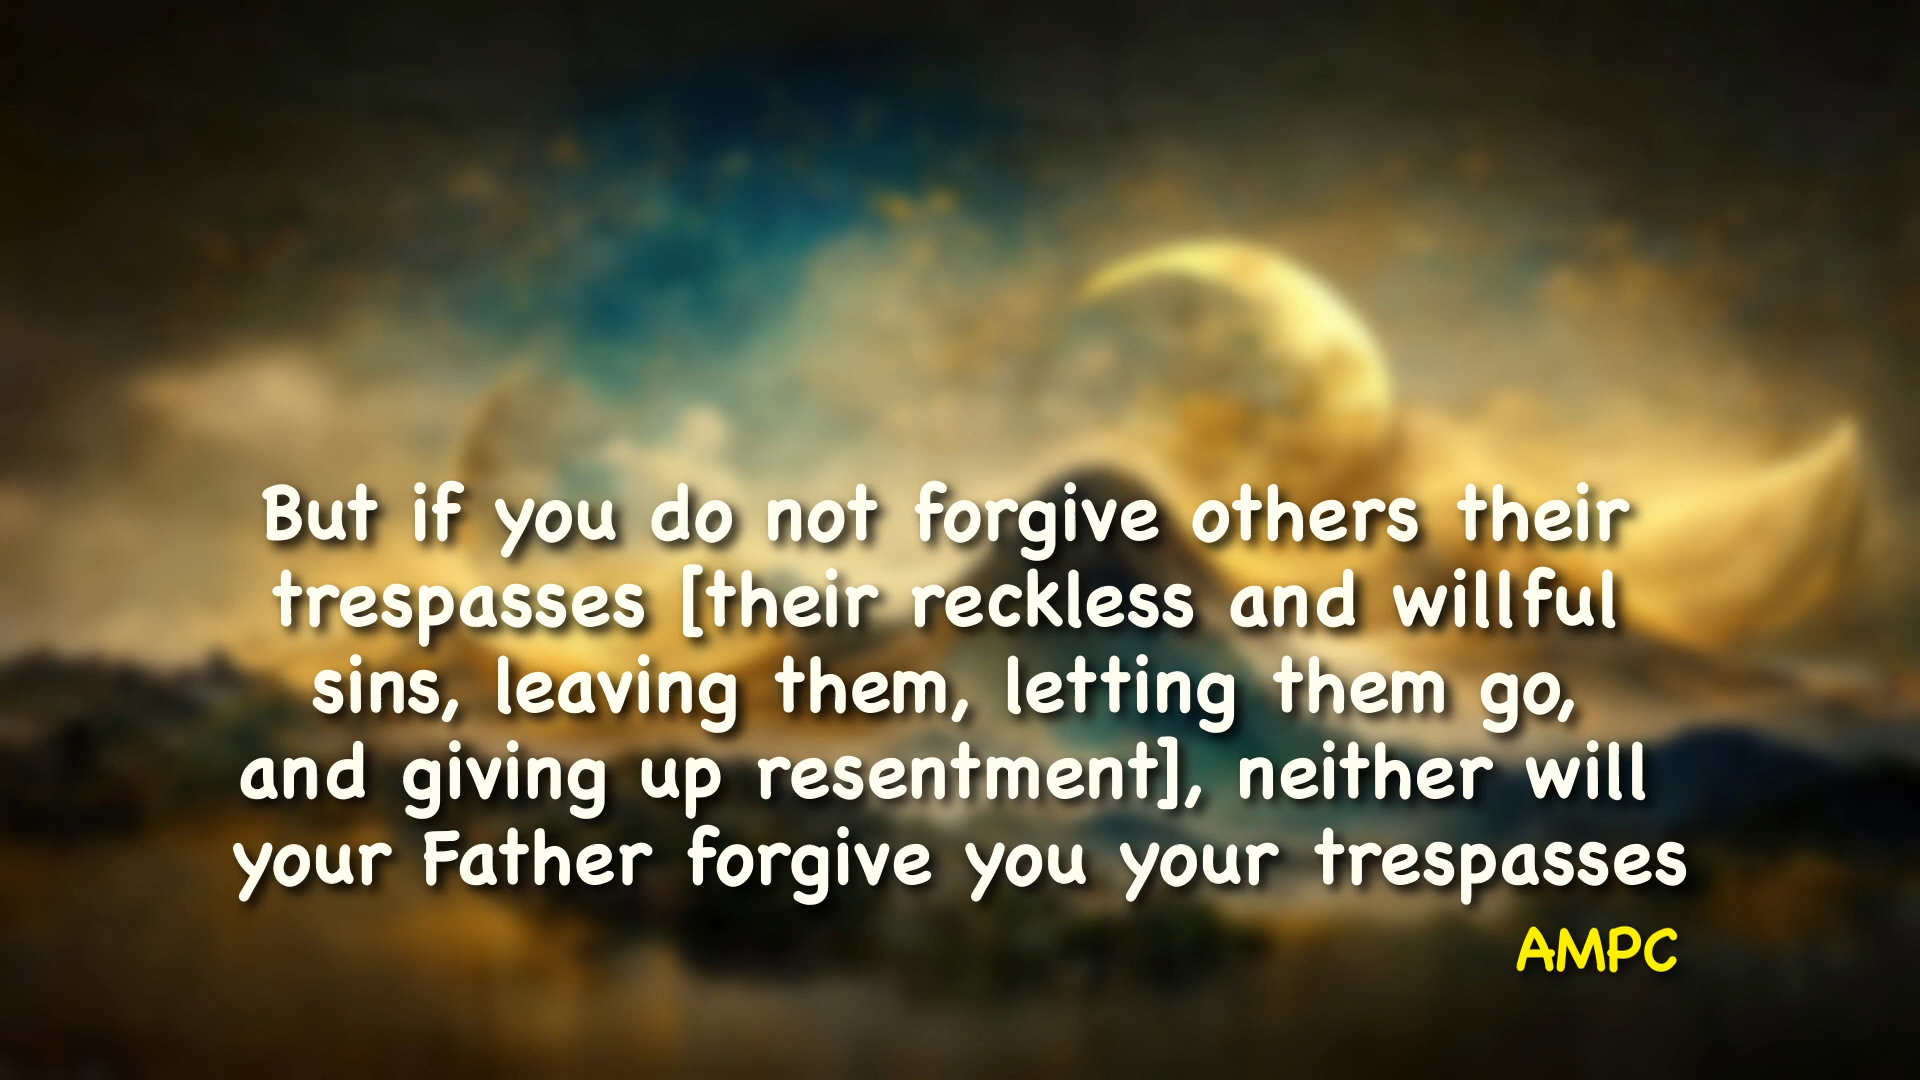 But if you do not forgive others their
trespasses [their reckless and willful
sins, leaving them, letting them go,
and giving up resentment], neither will
your Father forgive you your trespasses
AMPC